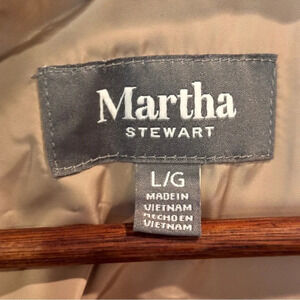 Martha
STEWART
L/G
MADE IN
VIETNAM
HECHO EN
VIETNAM